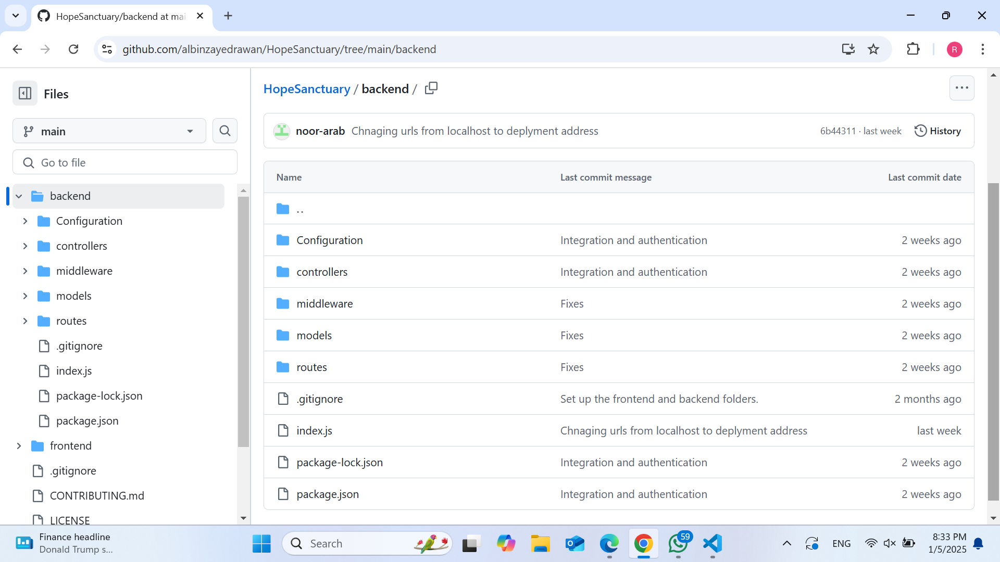 HopeSanctuary/backend at mai
github.com/albinzayedrawan/HopeSanctuary/tree/main/backend
R
Files
main
Go to file
backend
Configuration
controllers
middleware
models
routes
.gitignore
index.js
package-lock.json
package.json
frontend
.gitignore
CONTRIBUTING.md
LICENSE
HopeSanctuary / backend /
noor-arab Chnaging urls from localhost to deplyment address 6b44311 · last week History
Name Last commit message Last commit date
..
Configuration Integration and authentication 2 weeks ago
controllers Integration and authentication 2 weeks ago
middleware Fixes 2 weeks ago
models Fixes 2 weeks ago
routes Fixes 2 weeks ago
.gitignore Set up the frontend and backend folders. 2 months ago
index.js Chnaging urls from localhost to deplyment address last week
package-lock.json Integration and authentication 2 weeks ago
package.json Integration and authentication 2 weeks ago
Finance headline
Donald Trump s...
Search
59
ENG
8:33 PM
1/5/2025